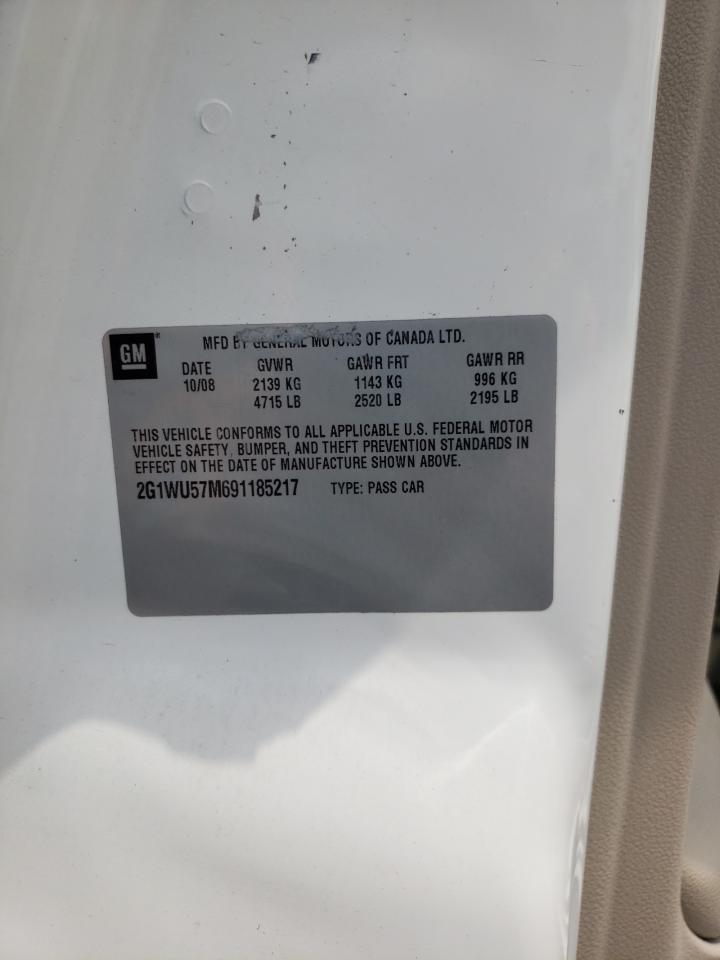 GM
MFD BY GENERAL MOTORS OF CANADA LTD.
DATE GVWR GAWR FRT GAWR RR
10/08 2139 KG 1143 KG 996 KG
4715 LB 2520 LB 2195 LB
THIS VEHICLE CONFORMS TO ALL APPLICABLE U.S. FEDERAL MOTOR
VEHICLE SAFETY, BUMPER, AND THEFT PREVENTION STANDARDS IN
EFFECT ON THE DATE OF MANUFACTURE SHOWN ABOVE.
2G1WU57M691185217 TYPE: PASS CAR